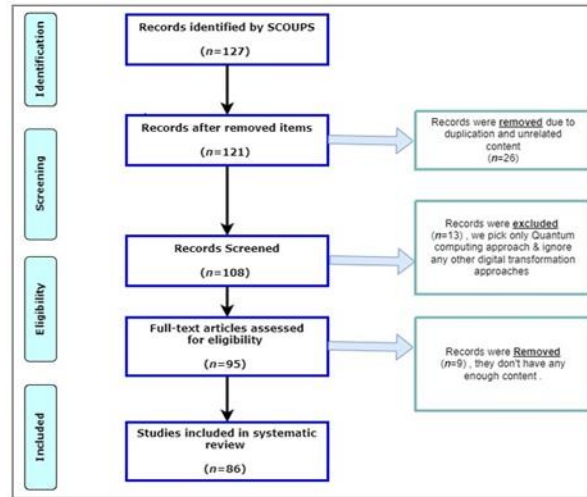 Identification
Records identified by SCOUPS
(n=127)
Records after removed items
(n=121)
Records were removed due to
duplication and unrelated
content
(n=26)
Screening
Records were excluded
(n=13) , we pick only Quantum
computing approach & ignore
any other digital transformation
approaches
Records Screened
(n=108)
Eligibility
Full-text articles assessed
for eligibility
(n=95)
Records were Removed
(n=9) , they don't have any
enough content .
Included
Studies included in systematic
review
(n=86)